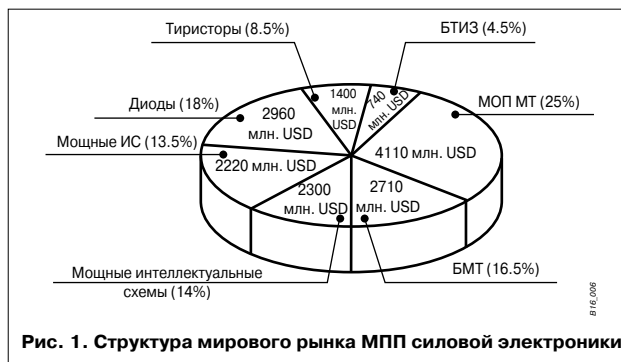 Тиристоры (8.5%)
БТИЗ (4.5%)
Диоды (18%)
МОП МТ (25%)
Мощные ИС (13.5%)
1400
млн.
USD
740
млн. USD
2960
млн. USD
4110 млн. USD
2220 млн. USD
2300
млн. USD
2710
млн. USD
Мощные интеллектуальные
схемы (14%)
БМТ (16.5%)
B16_006
Рис. 1. Структура мирового рынка МПП силовой электроники